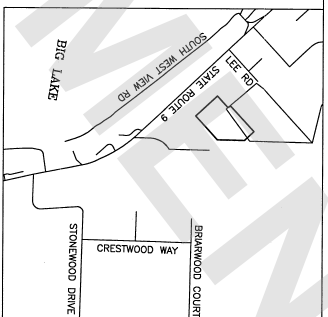 BIG LAKE
SOUTH WEST VIEW RD
STATE ROUTE 9
LEE RD
STONEWOOD DRIVE
CRESTWOOD WAY
BRIARWOOD COURT